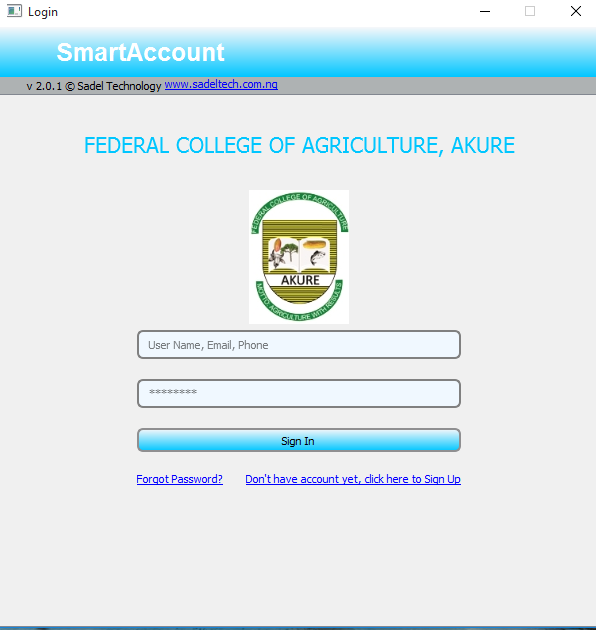 Login
SmartAccount
v 2.0.1 © Sadel Technology www.sadeltech.com.ng
FEDERAL COLLEGE OF AGRICULTURE, AKURE
FEDERAL COLLEGE OF AGRICULTURE
AKURE
MOTTO: AGRICULTURE WITH RESULTS
User Name, Email, Phone
********
Sign In
Forgot Password? Don't have account yet, click here to Sign Up